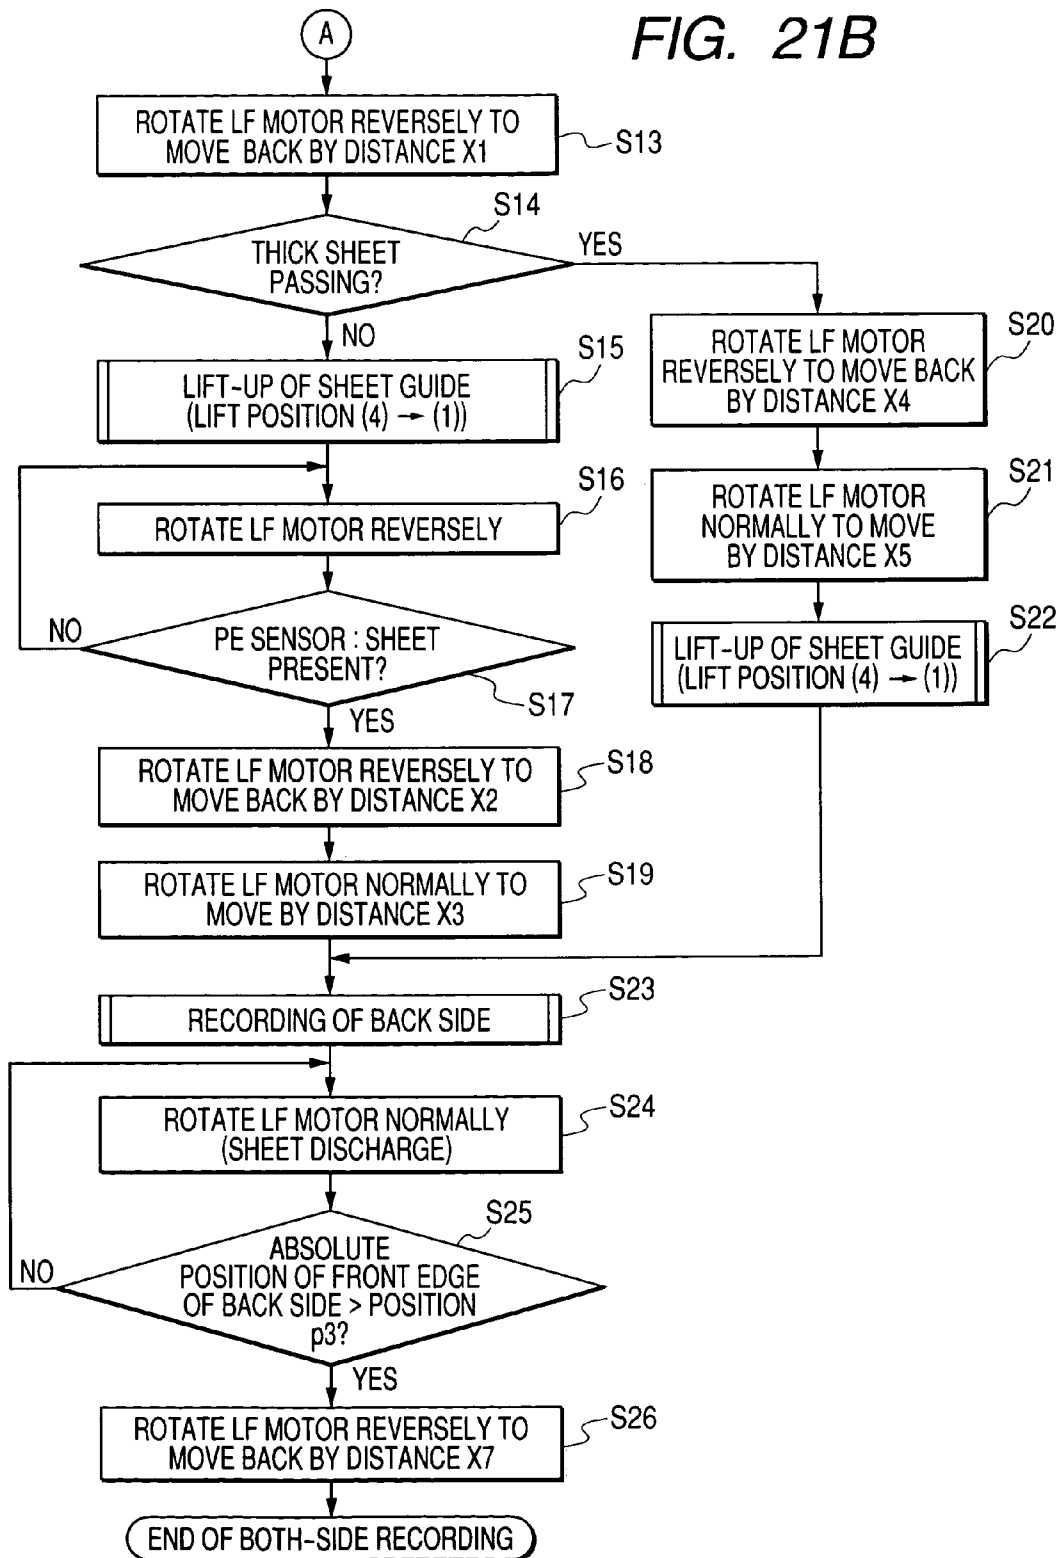 FIG. 21B
A
ROTATE LF MOTOR REVERSELY TO
MOVE BACK BY DISTANCE X1
S13
S14
THICK SHEET
PASSING?
YES
NO
S15
LIFT-UP OF SHEET GUIDE
(LIFT POSITION (4) → (1))
S20
ROTATE LF MOTOR
REVERSELY TO MOVE BACK
BY DISTANCE X4
S16
ROTATE LF MOTOR REVERSELY
S21
ROTATE LF MOTOR
NORMALLY TO MOVE
BY DISTANCE X5
NO
PE SENSOR : SHEET
PRESENT?
S17
YES
S22
LIFT-UP OF SHEET GUIDE
(LIFT POSITION (4) → (1))
ROTATE LF MOTOR REVERSELY TO
MOVE BACK BY DISTANCE X2
S18
ROTATE LF MOTOR NORMALLY TO
MOVE BY DISTANCE X3
S19
S23
RECORDING OF BACK SIDE
ROTATE LF MOTOR NORMALLY
(SHEET DISCHARGE)
S24
S25
NO
ABSOLUTE
POSITION OF FRONT EDGE
OF BACK SIDE > POSITION
p3?
YES
ROTATE LF MOTOR REVERSELY TO
MOVE BACK BY DISTANCE X7
S26
END OF BOTH-SIDE RECORDING